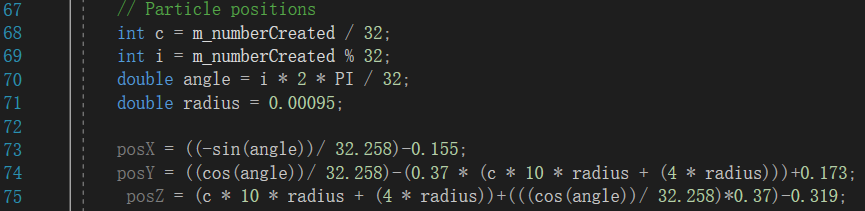 67 // Particle positions
68 int c = m_numberCreated / 32;
69 int i = m_numberCreated % 32;
70 double angle = i * 2 * PI / 32;
71 double radius = 0.00095;
72
73 posX = ((-sin(angle))/ 32.258)-0.155;
74 posY = ((cos(angle))/ 32.258)-(0.37 * (c * 10 * radius + (4 * radius)))+0.173;
75 posZ = (c * 10 * radius + (4 * radius))+(((cos(angle))/ 32.258)*0.37)-0.319;